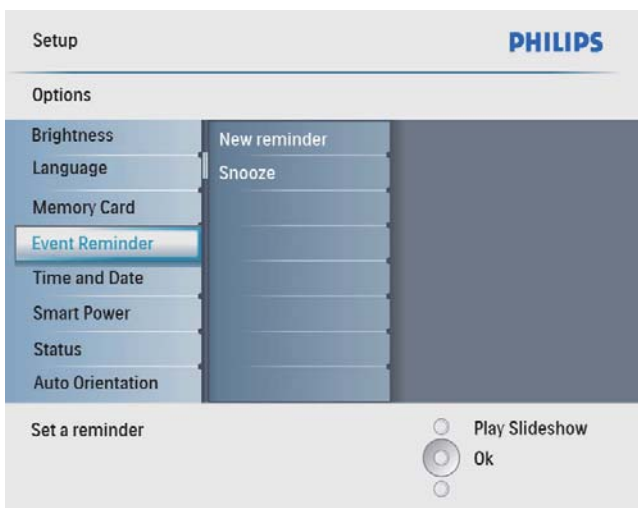 Setup
PHILIPS
Options
Brightness
Language
Memory Card
Event Reminder
Time and Date
Smart Power
Status
Auto Orientation
New reminder
Snooze
Set a reminder
Play Slideshow
Ok